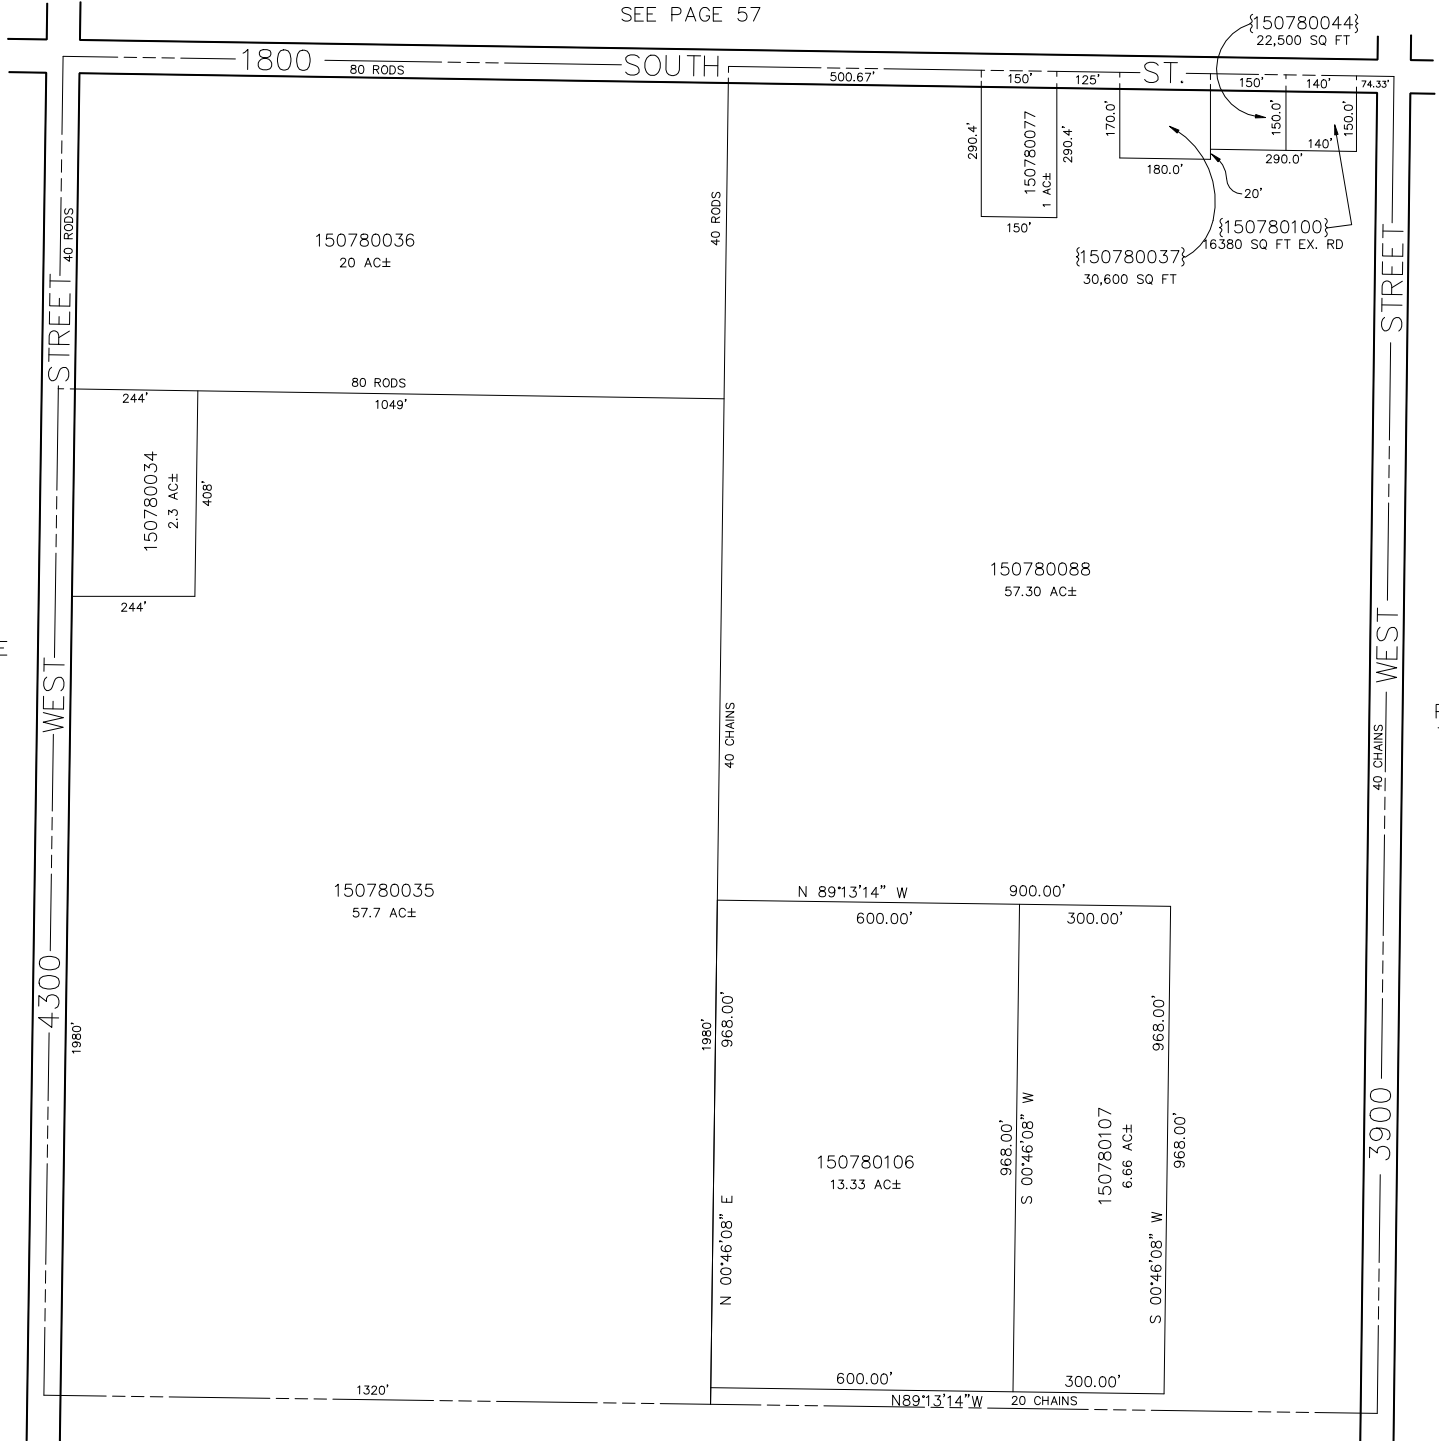 SEE PAGE 57
{150780044}
22,500 SQ FT
1800 SOUTH ST.
80 RODS
500.67'
150'
125'
150'
140'
74.33'
290.4'
150780077
1 AC±
290.4'
150'
170.0'
180.0'
150.0'
150.0'
140'
290.0'
20'
{150780100}
16380 SQ FT EX. RD
{150780037}
30,600 SQ FT
40 RODS
150780036
20 AC±
40 RODS
STREET
STREET
80 RODS
244'
1049'
150780034
2.3 AC±
408'
244'
150780088
57.30 AC±
E
WEST
WEST
40 CHAINS
40 CHAINS
150780035
57.7 AC±
N 89°13'14" W
900.00'
600.00'
300.00'
4300
1980'
1980'
968.00'
968.00'
3900
968.00'
S 00°46'08" W
150780107
6.66 AC±
968.00'
150780106
13.33 AC±
N 00°46'08" E
S 00°46'08" W
600.00'
300.00'
1320'
N89°13'14"W
20 CHAINS